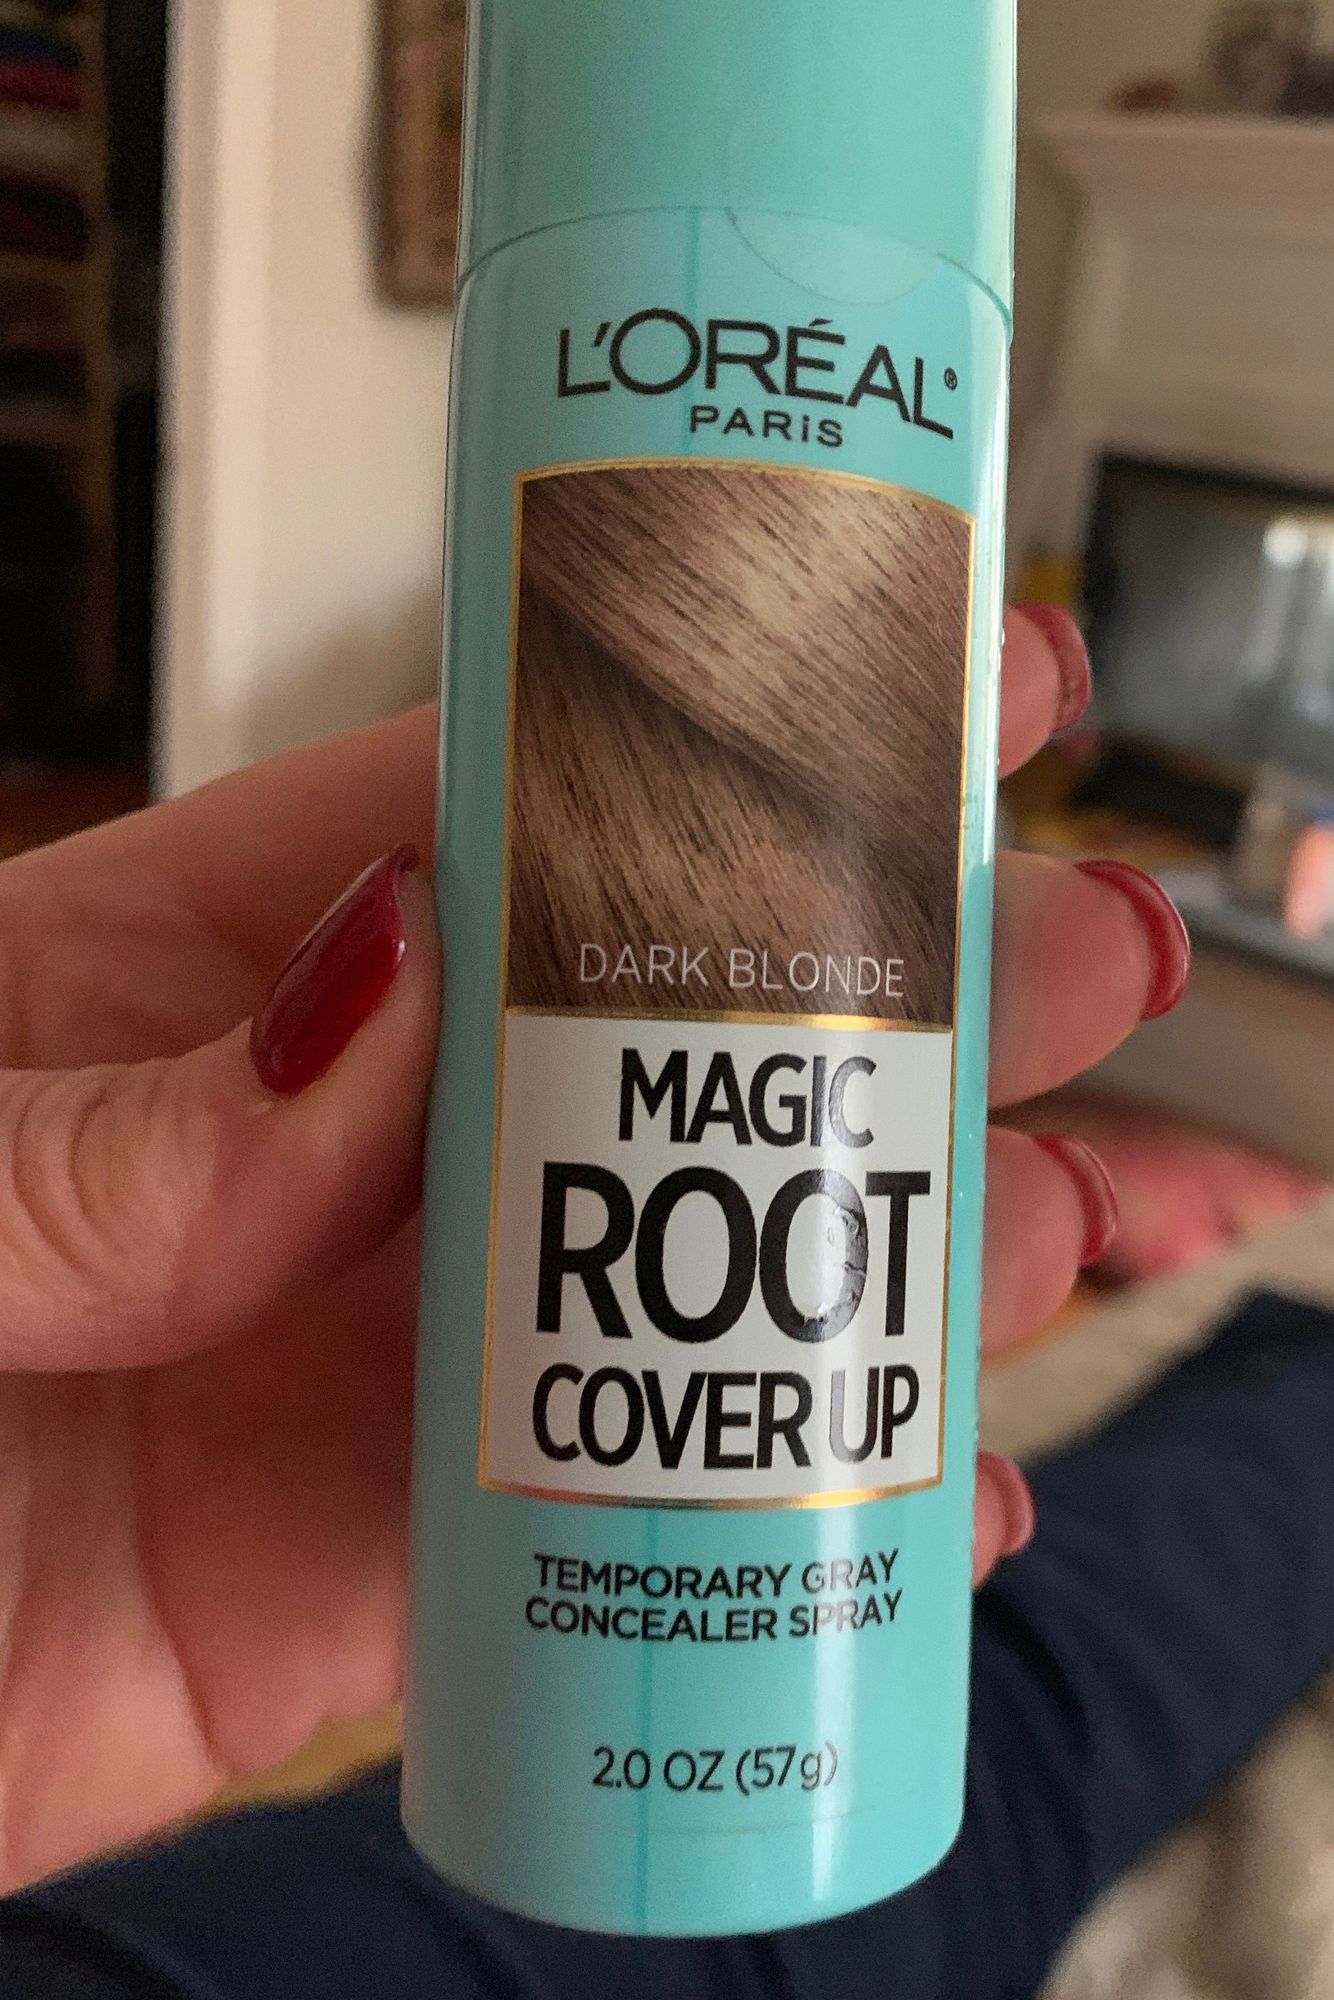 L'ORÉAL®
PARiS
DARK BLONDE
MAGIC
ROOT
COVER UP
TEMPORARY GRAY
CONCEALER SPRAY
2.0 OZ (57g)